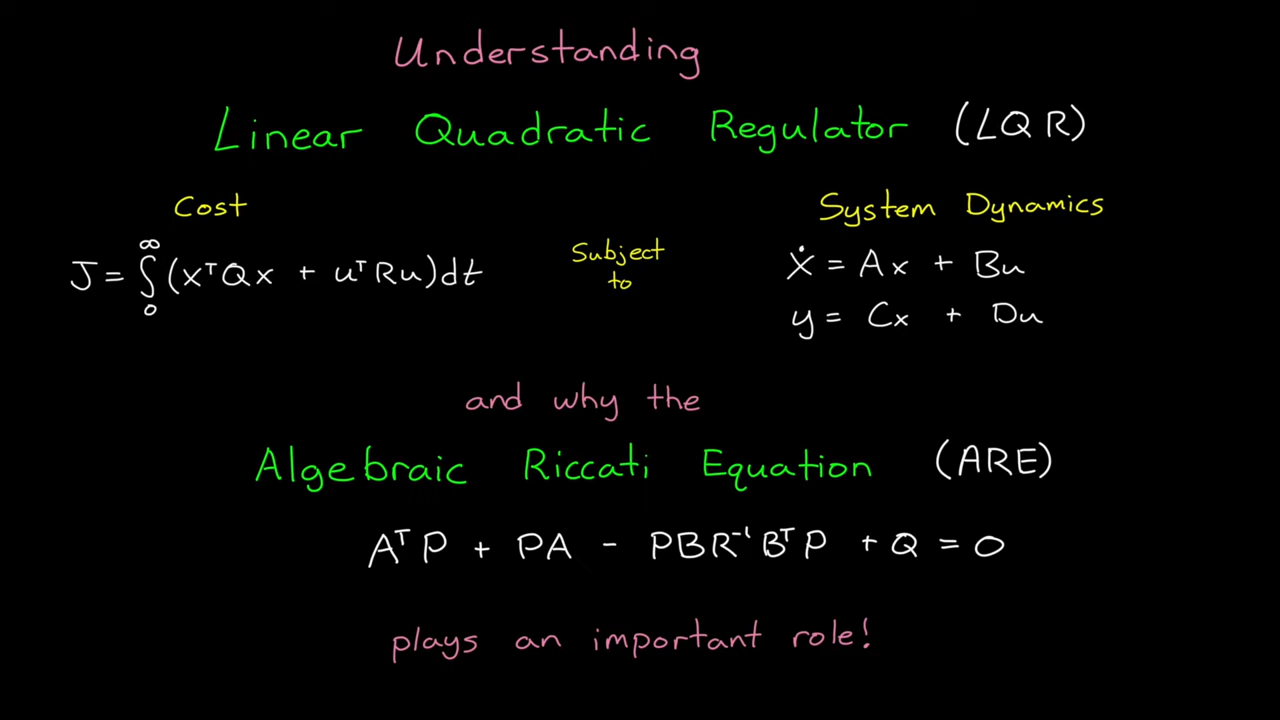 Understanding
Linear Quadratic Regulator (LQR)
Cost
System Dynamics
J = ∫₀^∞ (xᵀQx + uᵀRu)dt
Subject
to
ẋ = Ax + Bu
y = Cx + Du
and why the
Algebraic Riccati Equation (ARE)
AᵀP + PA - PBR⁻¹BᵀP + Q = 0
plays an important role!